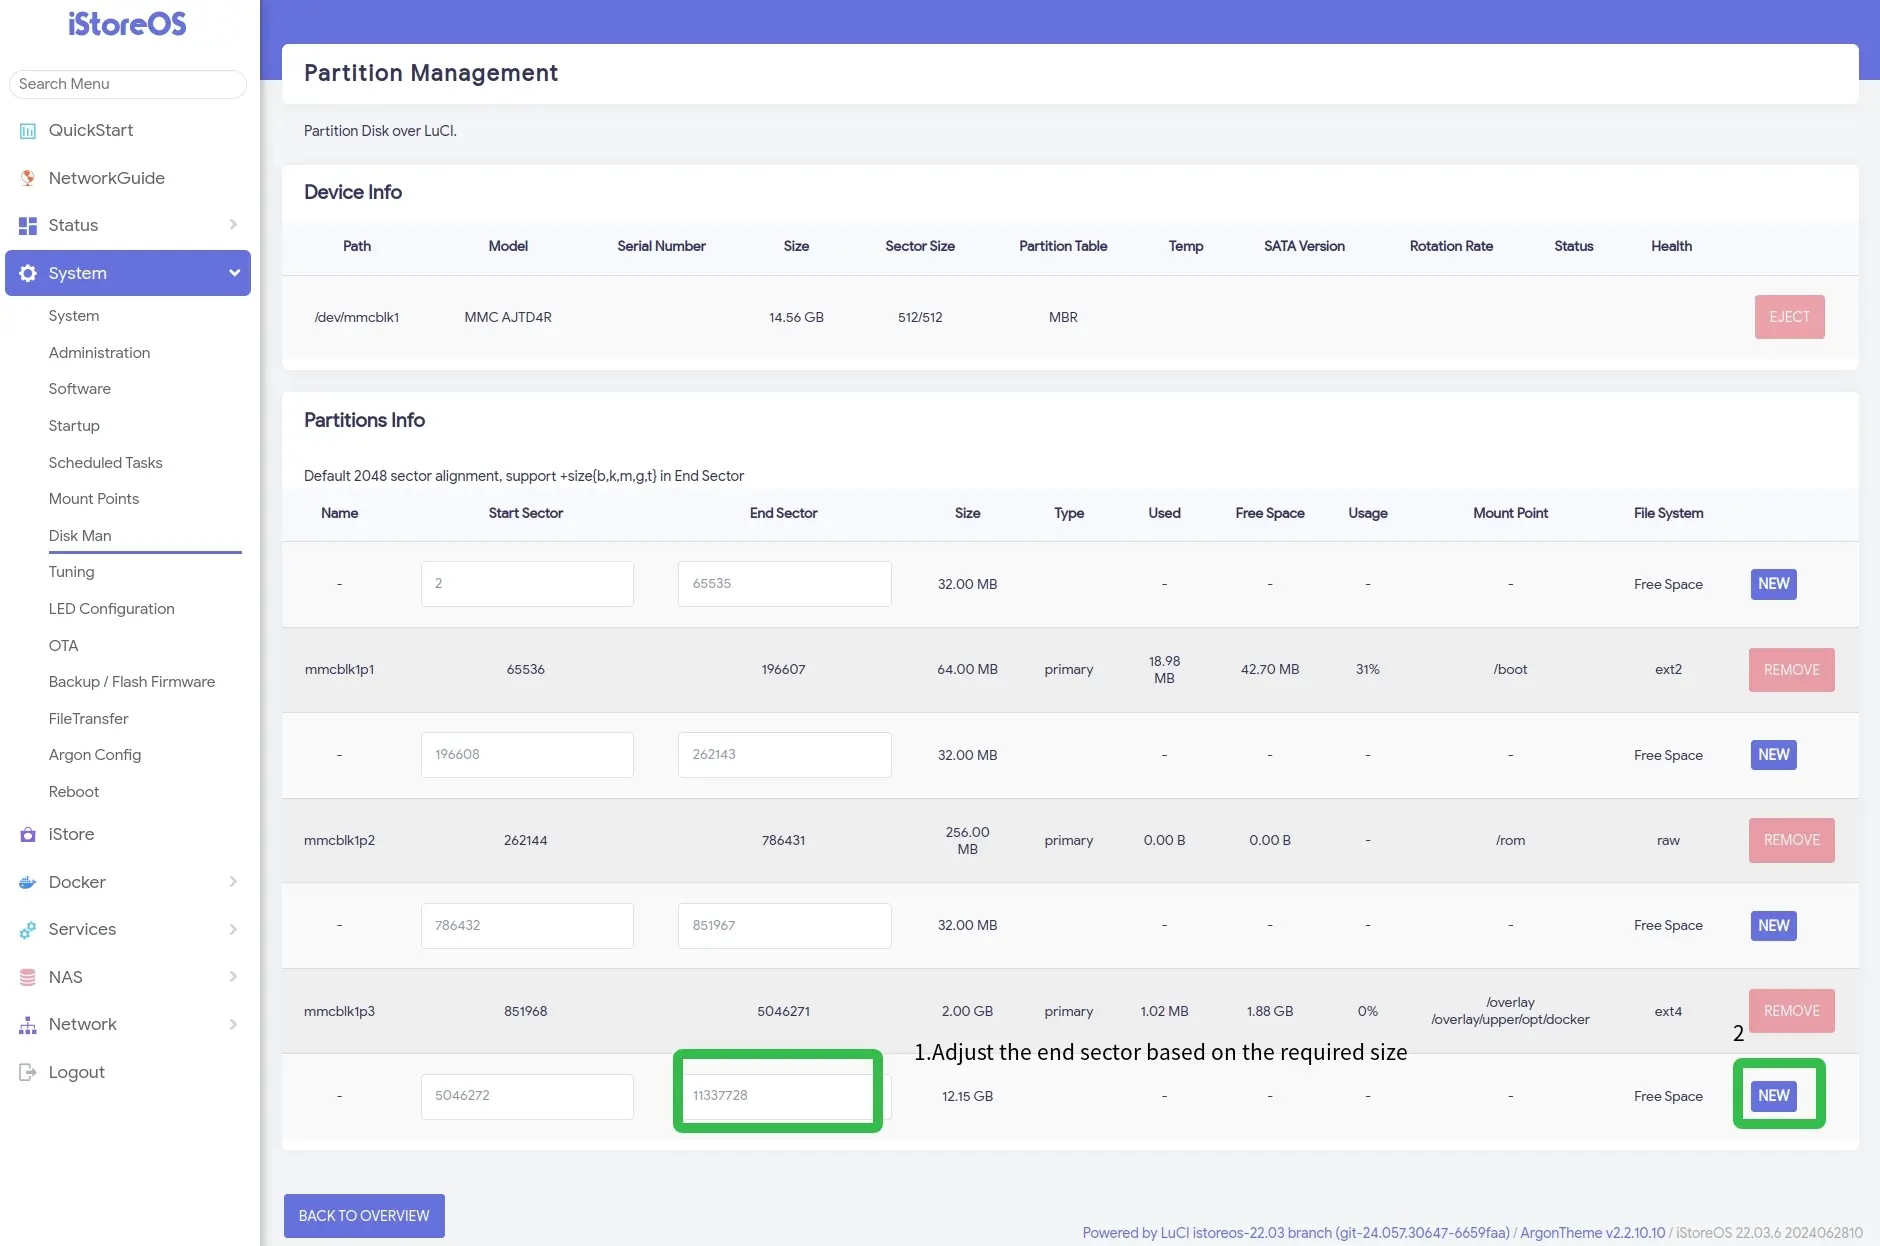 iStoreOS
Search Menu
QuickStart
NetworkGuide
Status
System
System
Administration
Software
Startup
Scheduled Tasks
Mount Points
Disk Man
Tuning
LED Configuration
OTA
Backup / Flash Firmware
FileTransfer
Argon Config
Reboot
iStore
Docker
Services
NAS
Network
Logout
Partition Management
Partition Disk over LuCI.
Device Info
Path Model Serial Number Size Sector Size Partition Table Temp SATA Version Rotation Rate Status Health
/dev/mmcblk1 MMC AJTD4R 14.56 GB 512/512 MBR EJECT
Partitions Info
Default 2048 sector alignment, support +size{b,k,m,g,t} in End Sector
Name Start Sector End Sector Size Type Used Free Space Usage Mount Point File System
- 2 65535 32.00 MB - - - - Free Space NEW
mmcblk1p1 65536 196607 64.00 MB primary 18.98 MB 42.70 MB 31% /boot ext2 REMOVE
- 196608 262143 32.00 MB - - - - Free Space NEW
mmcblk1p2 262144 786431 256.00 MB primary 0.00 B 0.00 B - /rom raw REMOVE
- 786432 851967 32.00 MB - - - - Free Space NEW
mmcblk1p3 851968 5046271 2.00 GB primary 1.02 MB 1.88 GB 0% /overlay /overlay/upper/opt/docker ext4 REMOVE
1.Adjust the end sector based on the required size
2
- 5046272 11337728 12.15 GB - - - - Free Space NEW
BACK TO OVERVIEW
Powered by LuCI istoreos-22.03 branch (git-24.057.30647-6659faa) / ArgonTheme v2.2.10.10 / iStoreOS 22.03.6 2024062810